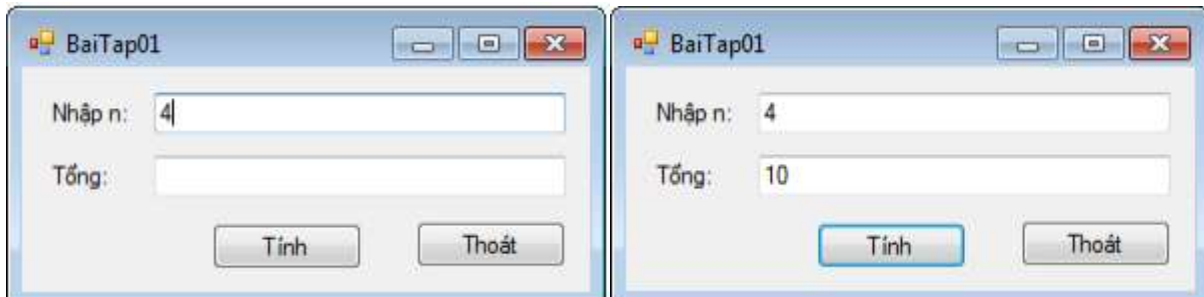 BaiTap01
Nhập n: 4
Tổng:
Tính Thoát
BaiTap01
Nhập n: 4
Tổng: 10
Tính Thoát